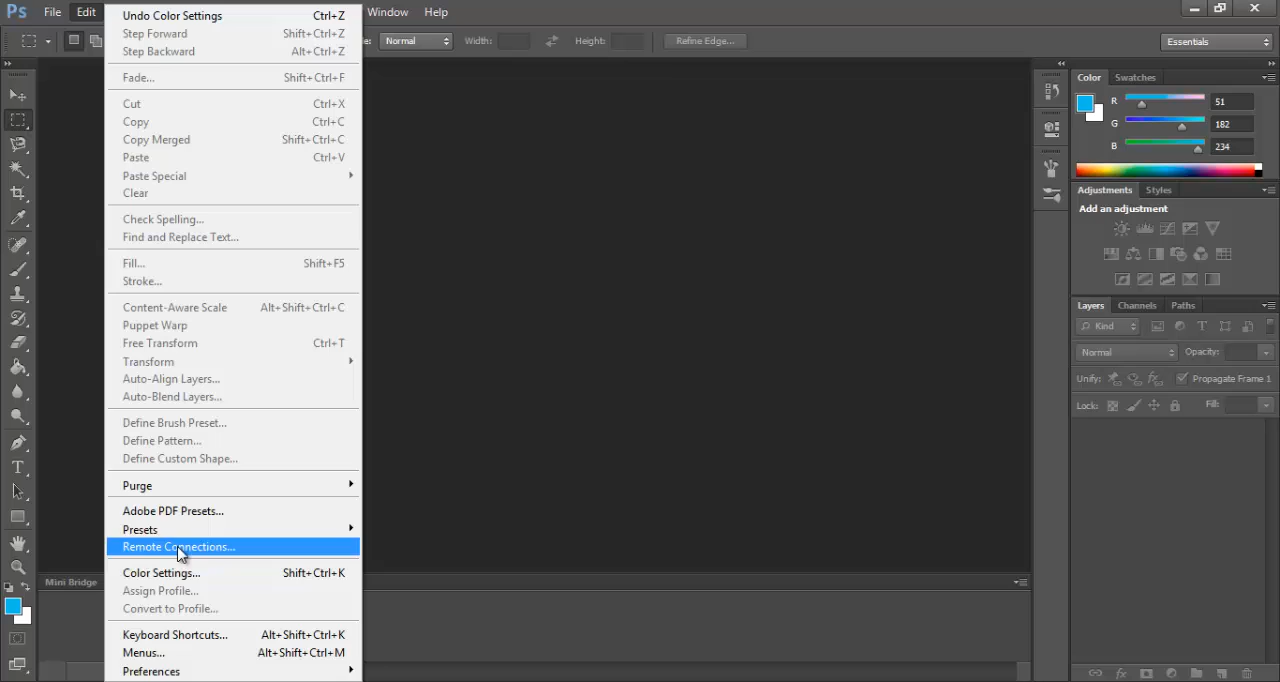 Ps File Edit Window Help
Normal Width: Height: Refine Edge... Essentials
Undo Color Settings Ctrl+Z
Step Forward Shift+Ctrl+Z
Step Backward Alt+Ctrl+Z
Fade... Shift+Ctrl+F
Cut Ctrl+X
Copy Ctrl+C
Copy Merged Shift+Ctrl+C
Paste Ctrl+V
Paste Special
Clear
Check Spelling...
Find and Replace Text...
Fill... Shift+F5
Stroke...
Content-Aware Scale Alt+Shift+Ctrl+C
Puppet Warp
Free Transform Ctrl+T
Transform
Auto-Align Layers...
Auto-Blend Layers...
Define Brush Preset...
Define Pattern...
Define Custom Shape...
Purge
Adobe PDF Presets...
Presets
Remote Connections...
Color Settings... Shift+Ctrl+K
Assign Profile...
Convert to Profile...
Keyboard Shortcuts... Alt+Shift+Ctrl+K
Menus... Alt+Shift+Ctrl+M
Preferences
Mini Bridge
Color Swatches
R 51
G 182
B 234
Adjustments Styles
Add an adjustment
Layers Channels Paths
Kind
Normal Opacity:
Unify: Propagate Frame 1
Lock: Fill: